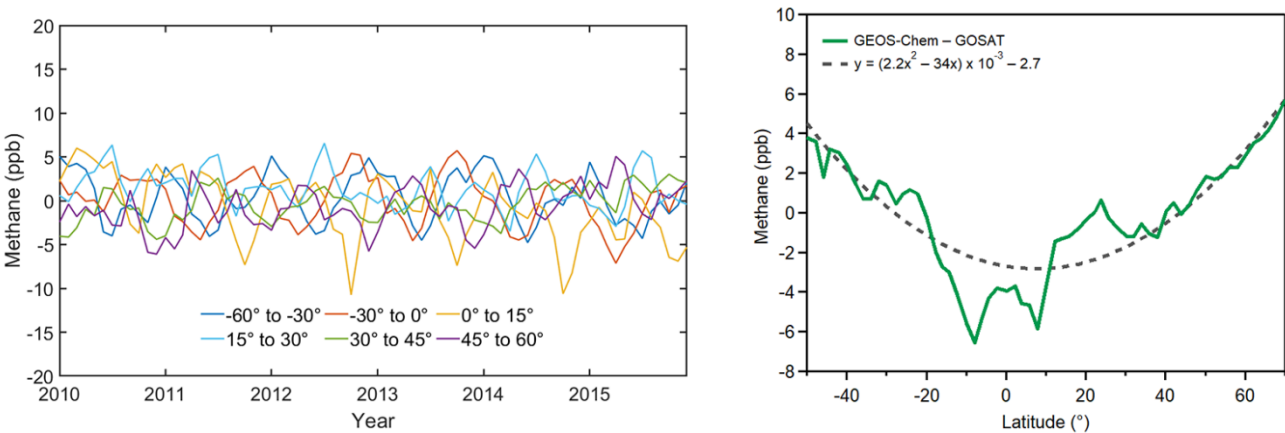 20
15
10
5
0
-5
-10
-15
-20
Methane (ppb)
-60° to -30° -30° to 0° 0° to 15°
15° to 30° 30° to 45° 45° to 60°
2010 2011 2012 2013 2014 2015
Year
10
8
6
4
2
0
-2
-4
-6
-8
Methane (ppb)
GEOS-Chem – GOSAT
y = (2.2x² – 34x) x 10⁻³ – 2.7
-40 -20 0 20 40 60
Latitude (°)